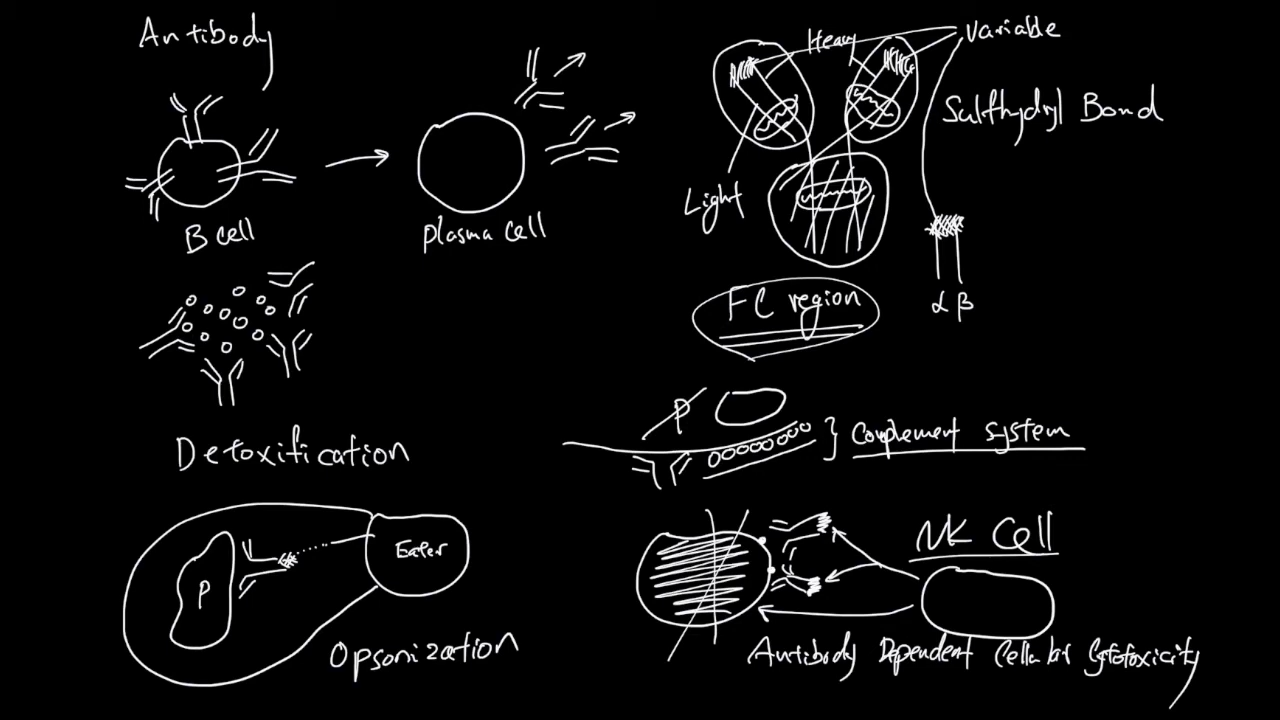 Antibody
B cell
Plasma cell
Heavy
Variable
Sulfhydryl Bond
Light
α β
FC region
Detoxification
P
Complement system
P
Eater
Opsonization
NK Cell
Antibody Dependent Cellular Cytotoxicity